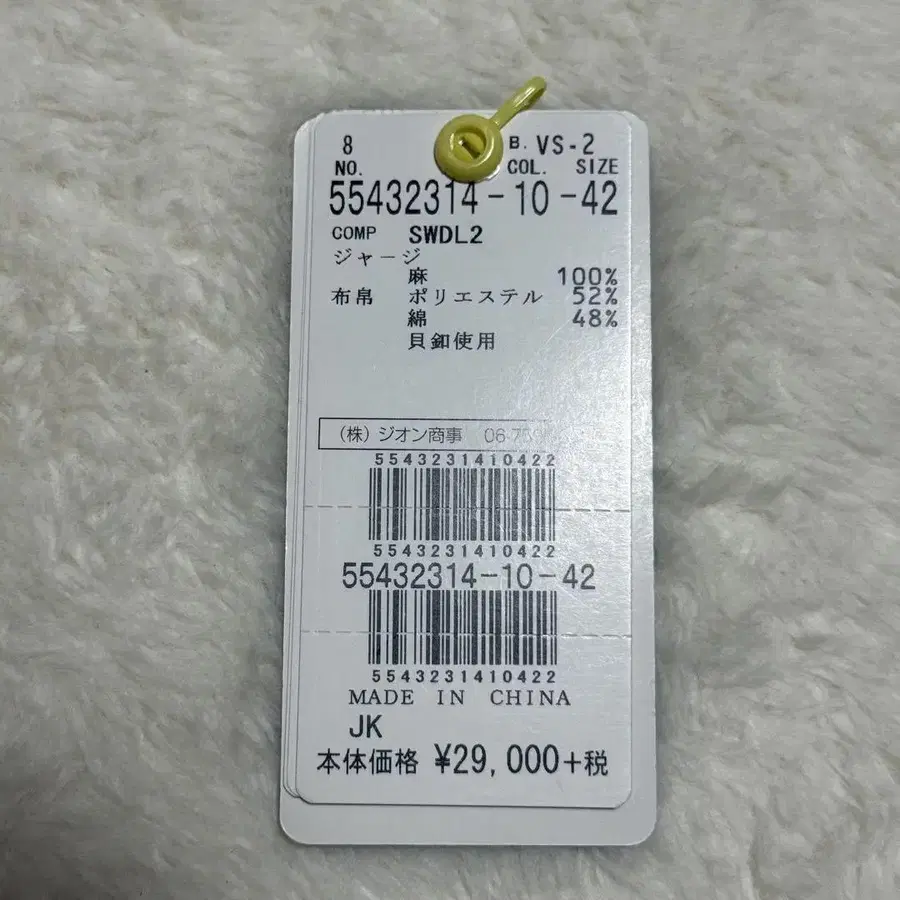 8 B. VS-2
NO. COL. SIZE
55432314-10-42
COMP SWDL2
ジャージ
麻 100%
布帛 ポリエステル 52%
綿 48%
貝釦使用
(株) ジオン商事 06-75
5543231410422
5543231410422
55432314-10-42
5543231410422
MADE IN CHINA
JK
本体価格 ¥29,000+税